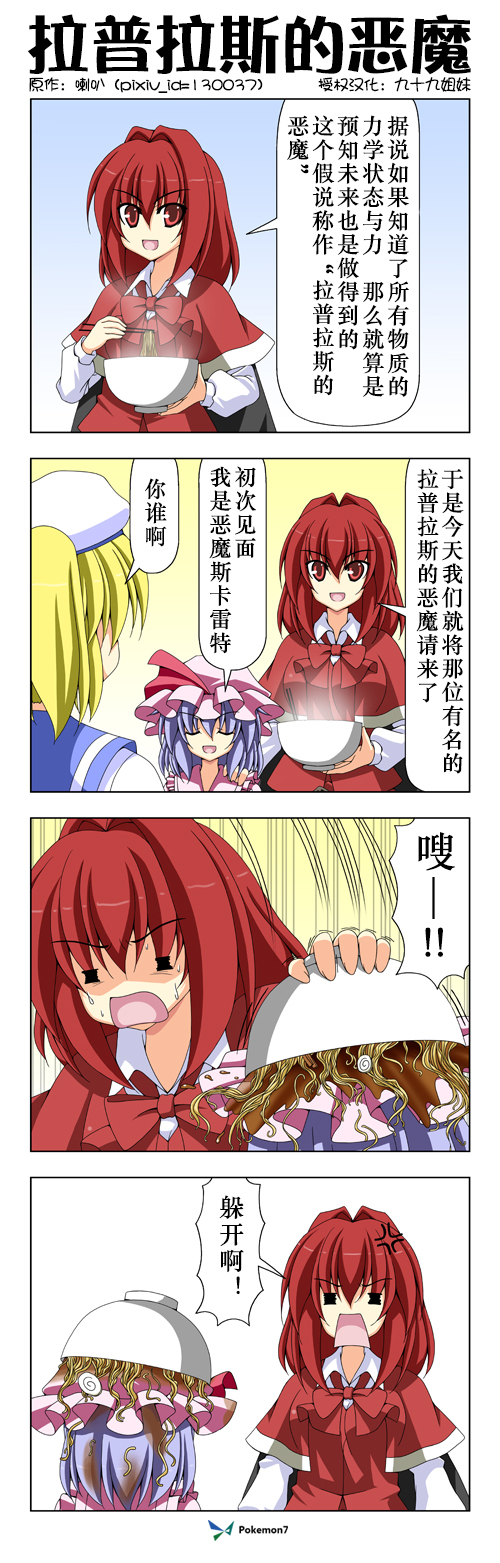 拉普拉斯的恶魔
原作：喇叭（pixiv_id=130037）
授权汉化：九十九姐妹
据说如果知道了所有物质的
力学状态与力 那么就算是
预知未来也是做得到的
这个假说称作“拉普拉斯的
恶魔”
于是今天我们就将那位有名的
拉普拉斯的恶魔请来了
初次见面
我是恶魔斯卡雷特
你谁啊
嗖—!!
躲开啊！
Pokemon7